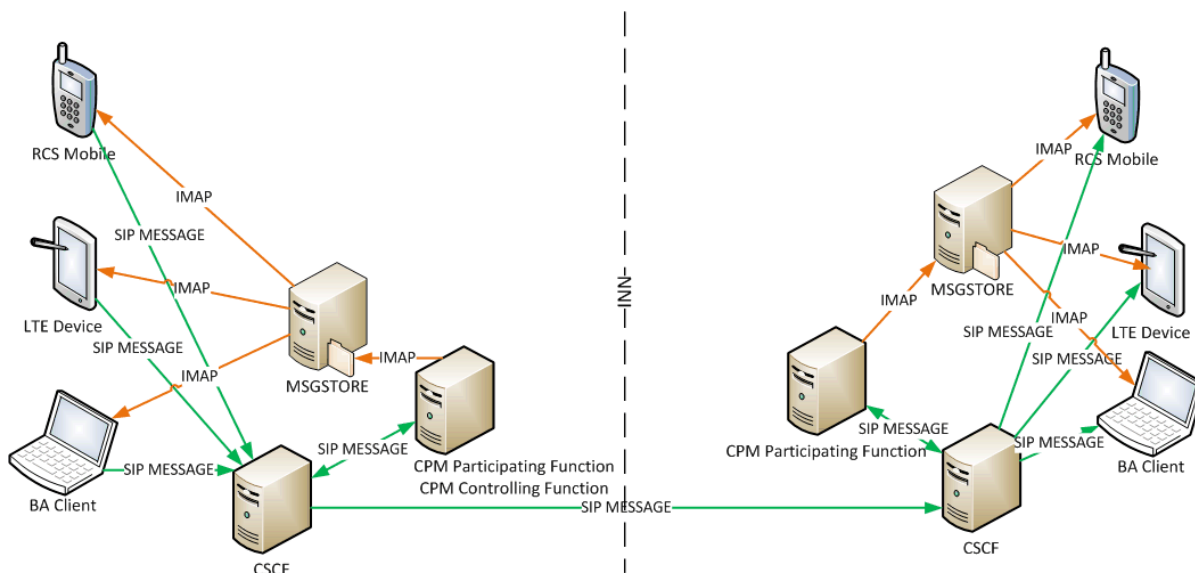 RCS Mobile
IMAP
SIP MESSAGE
IMAP
LTE Device
SIP MESSAGE
IMAP
MSGSTORE
IMAP
SIP MESSAGE
BA Client
SIP MESSAGE
CPM Participating Function
CPM Controlling Function
CSCF
NNI
SIP MESSAGE
IMAP
RCS Mobile
IMAP
MSGSTORE
IMAP
IMAP
SIP MESSAGE
LTE Device
SIP MESSAGE
SIP MESSAGE
CPM Participating Function
SIP MESSAGE
BA Client
CSCF